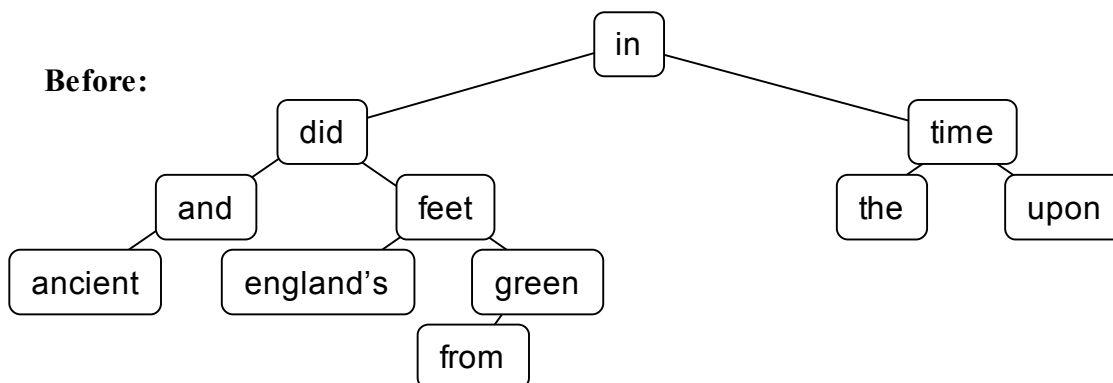 in
Before:
did time
and feet the upon
ancient england’s green
from